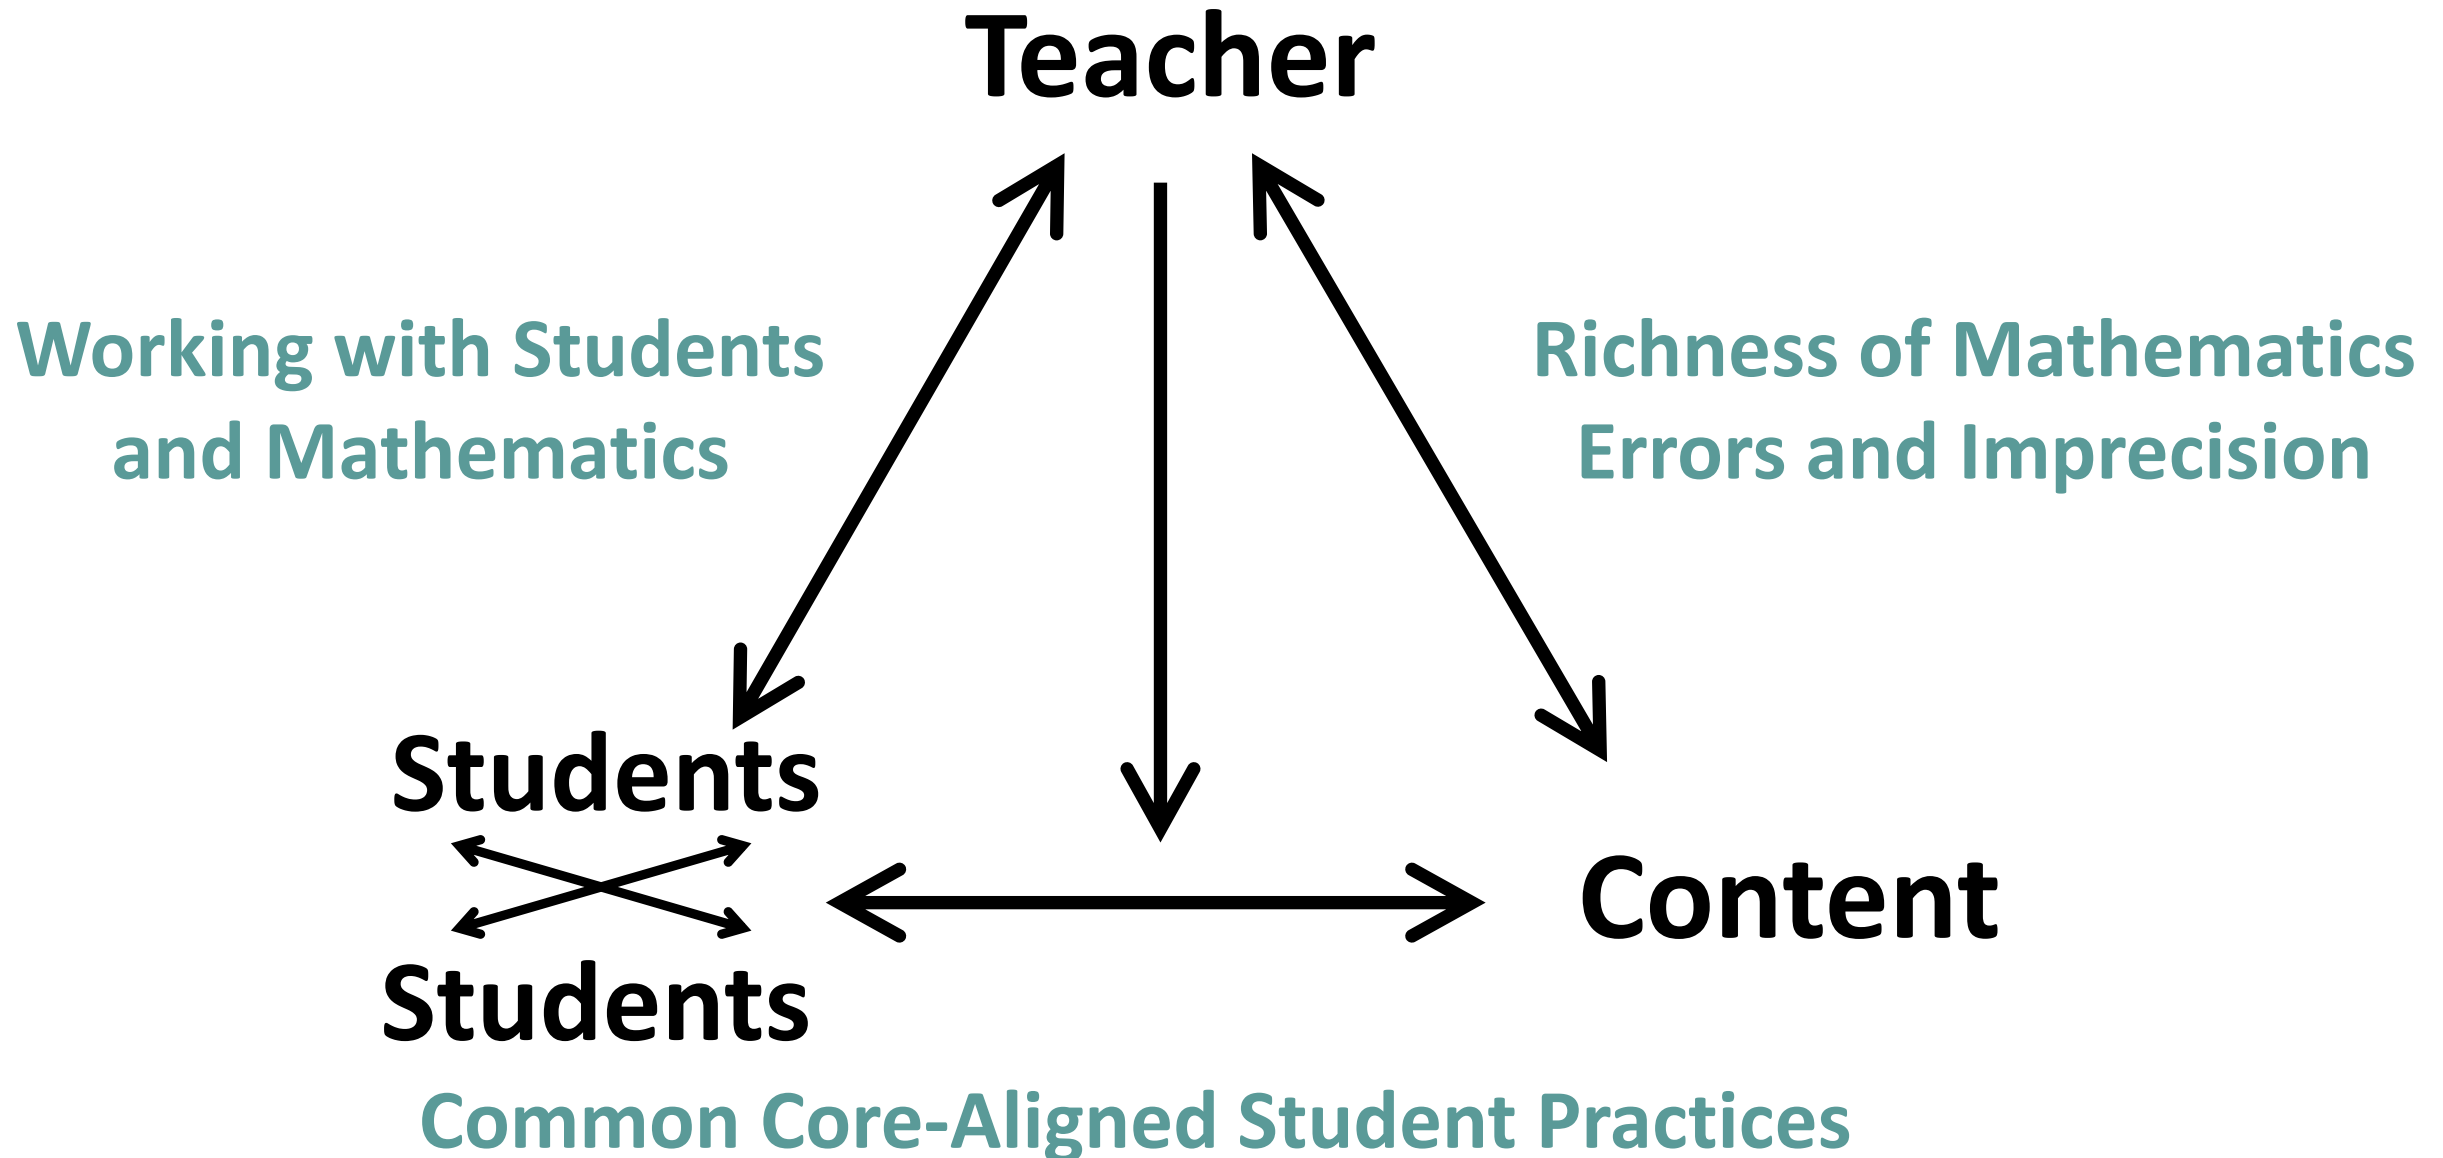 Teacher
Working with Students
and Mathematics
Richness of Mathematics
Errors and Imprecision
Students
Content
Students
Common Core-Aligned Student Practices